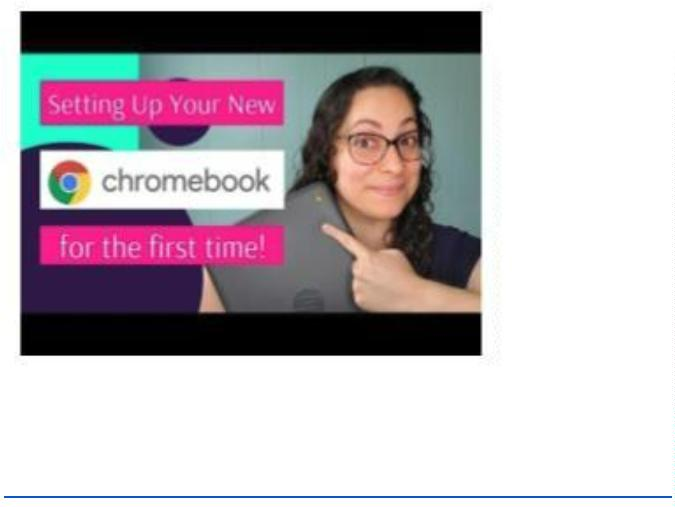 Setting Up Your New
chromebook
for the first time!